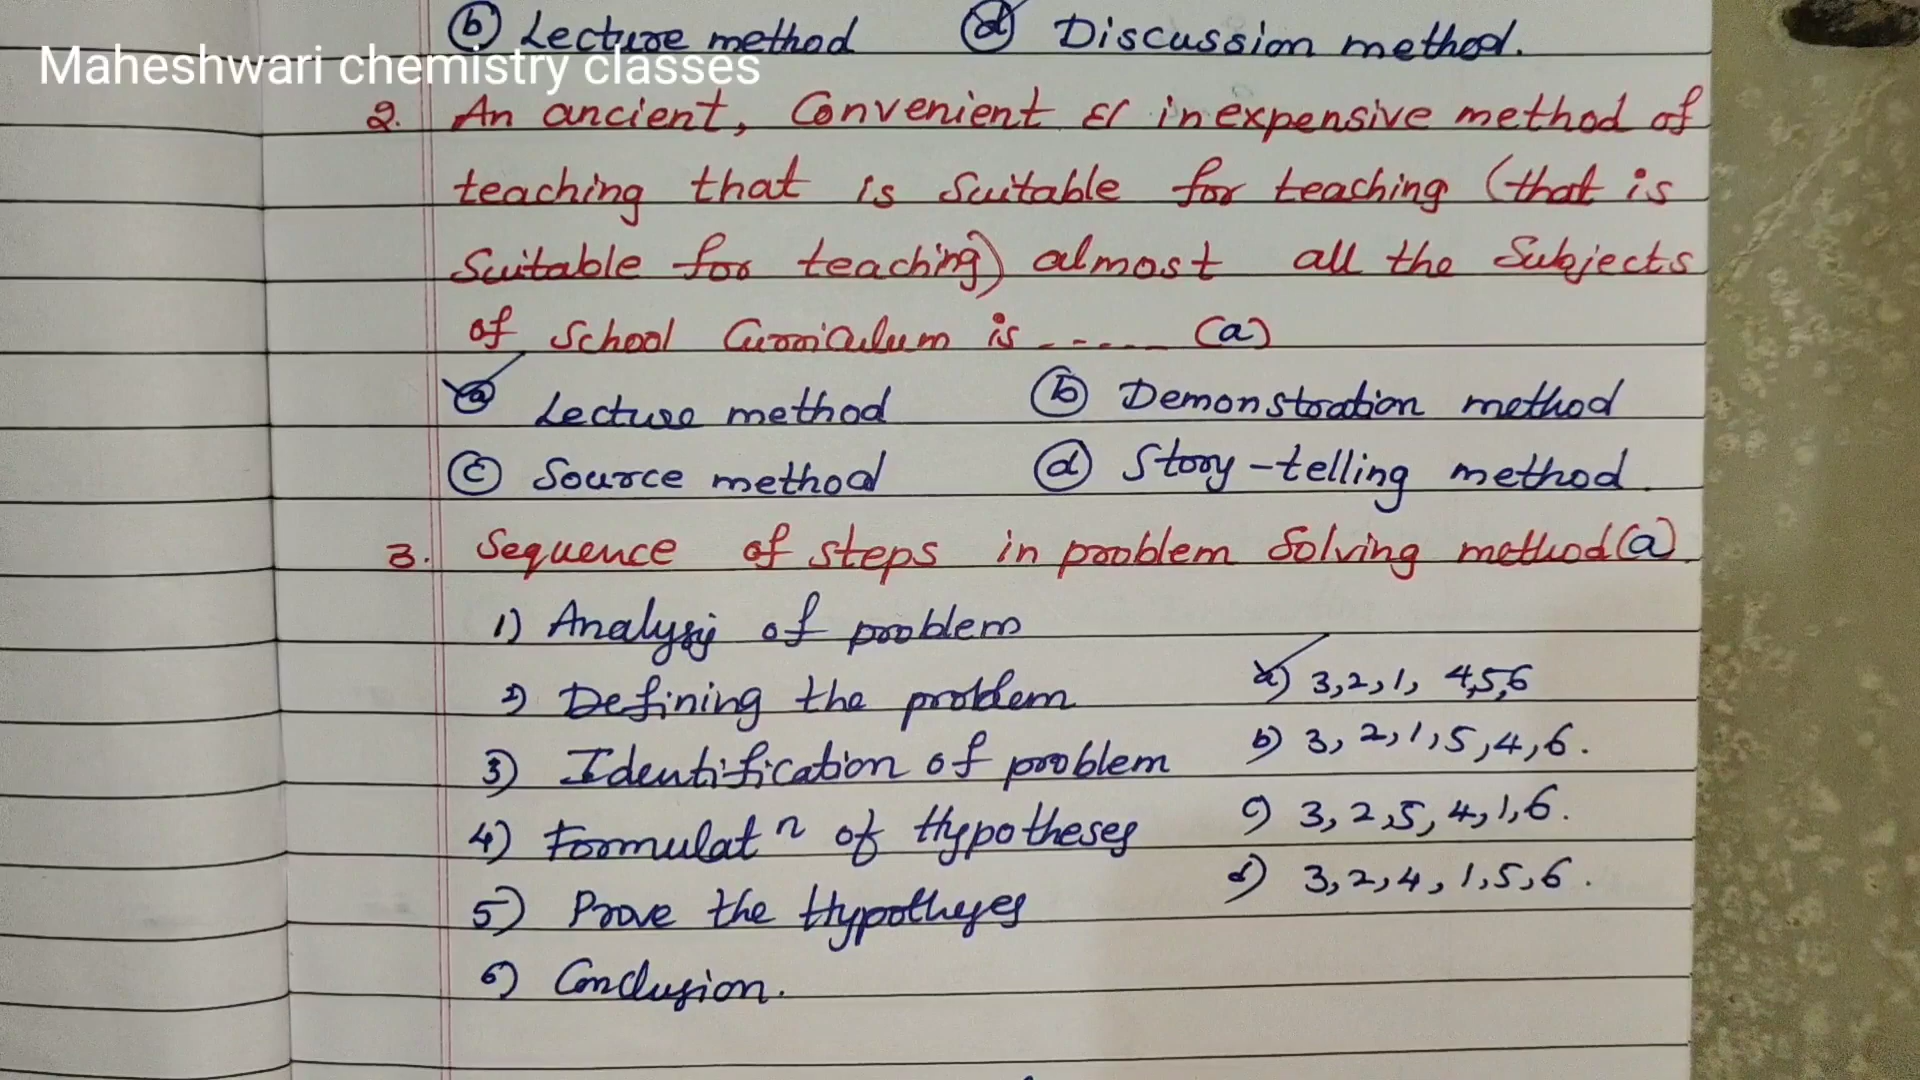 (b) Lecture method (d) Discussion method.
Maheshwari chemistry classes
2. An ancient, Convenient & inexpensive method of
teaching that is Suitable for teaching (that is
Suitable for teaching) almost all the Subjects
of School Curriculum is ..... (a)
(a) Lecture method (b) Demonstration method
(c) Source method (d) Story-telling method.
3. Sequence of steps in problem Solving method (a)
1) Analysis of problem
2) Defining the problem a) 3,2,1, 4,5,6
3) Identification of problem b) 3, 2, 1, 5, 4, 6.
4) Formulatn of Hypotheses c) 3, 2, 5, 4, 1, 6.
5) Prove the Hypotheses d) 3, 2, 4, 1, 5, 6.
6) Conclusion.